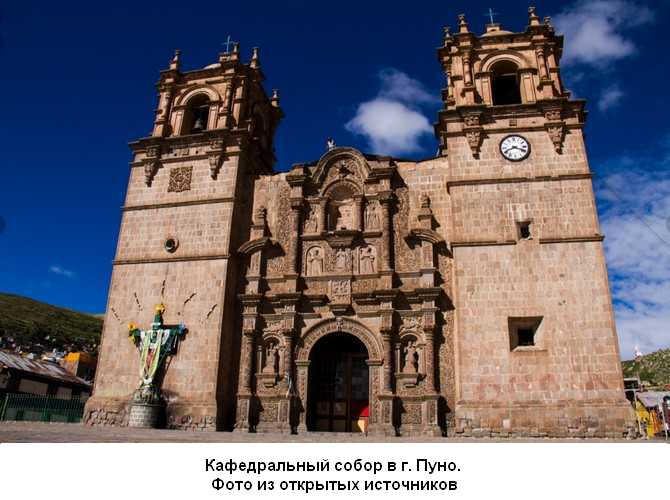 Кафедральный собор в г. Пуно.
Фото из открытых источников